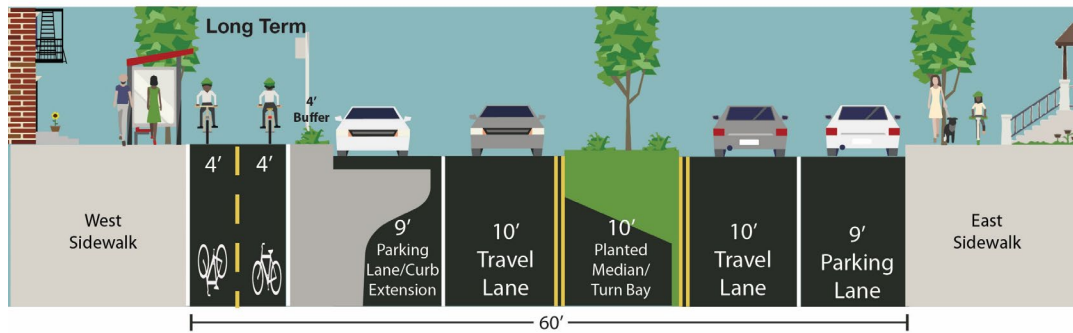 Long Term
4’
Buffer
4’ 4’
West
Sidewalk
9’
Parking
Lane/Curb
Extension
10’
Travel
Lane
10’
Planted
Median/
Turn Bay
10’
Travel
Lane
9’
Parking
Lane
East
Sidewalk
60’